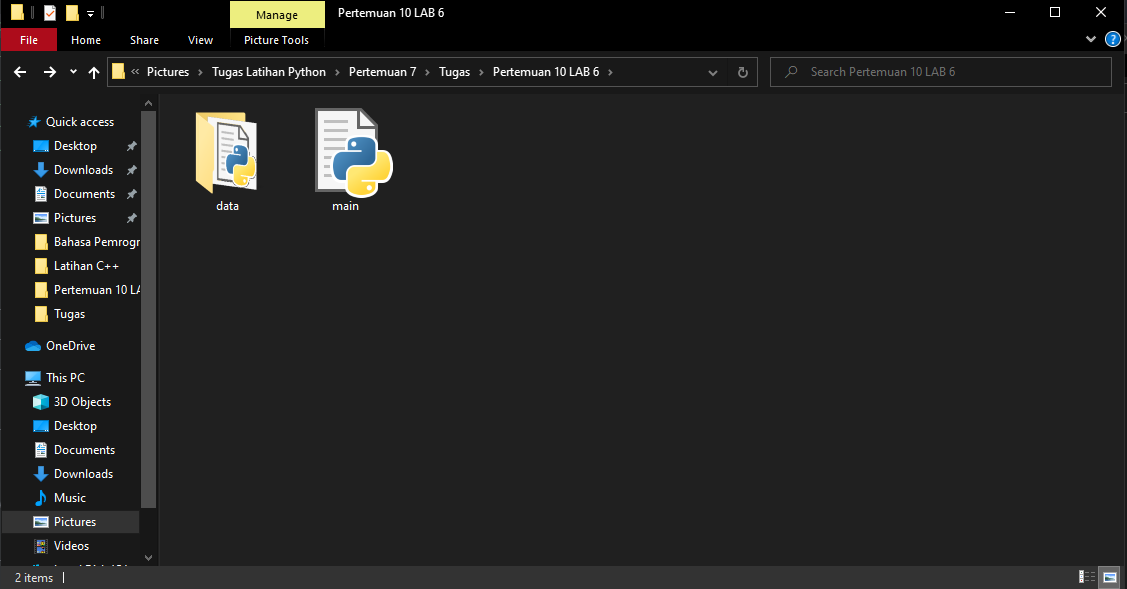 Manage
Pertemuan 10 LAB 6
File
Home
Share
View
Picture Tools
Pictures
Tugas Latihan Python
Pertemuan 7
Tugas
Pertemuan 10 LAB 6
Search Pertemuan 10 LAB 6
Quick access
Desktop
Downloads
Documents
Pictures
Bahasa Pemrogr
Latihan C++
Pertemuan 10 LA
Tugas
OneDrive
This PC
3D Objects
Desktop
Documents
Downloads
Music
Pictures
Videos
data
main
2 items